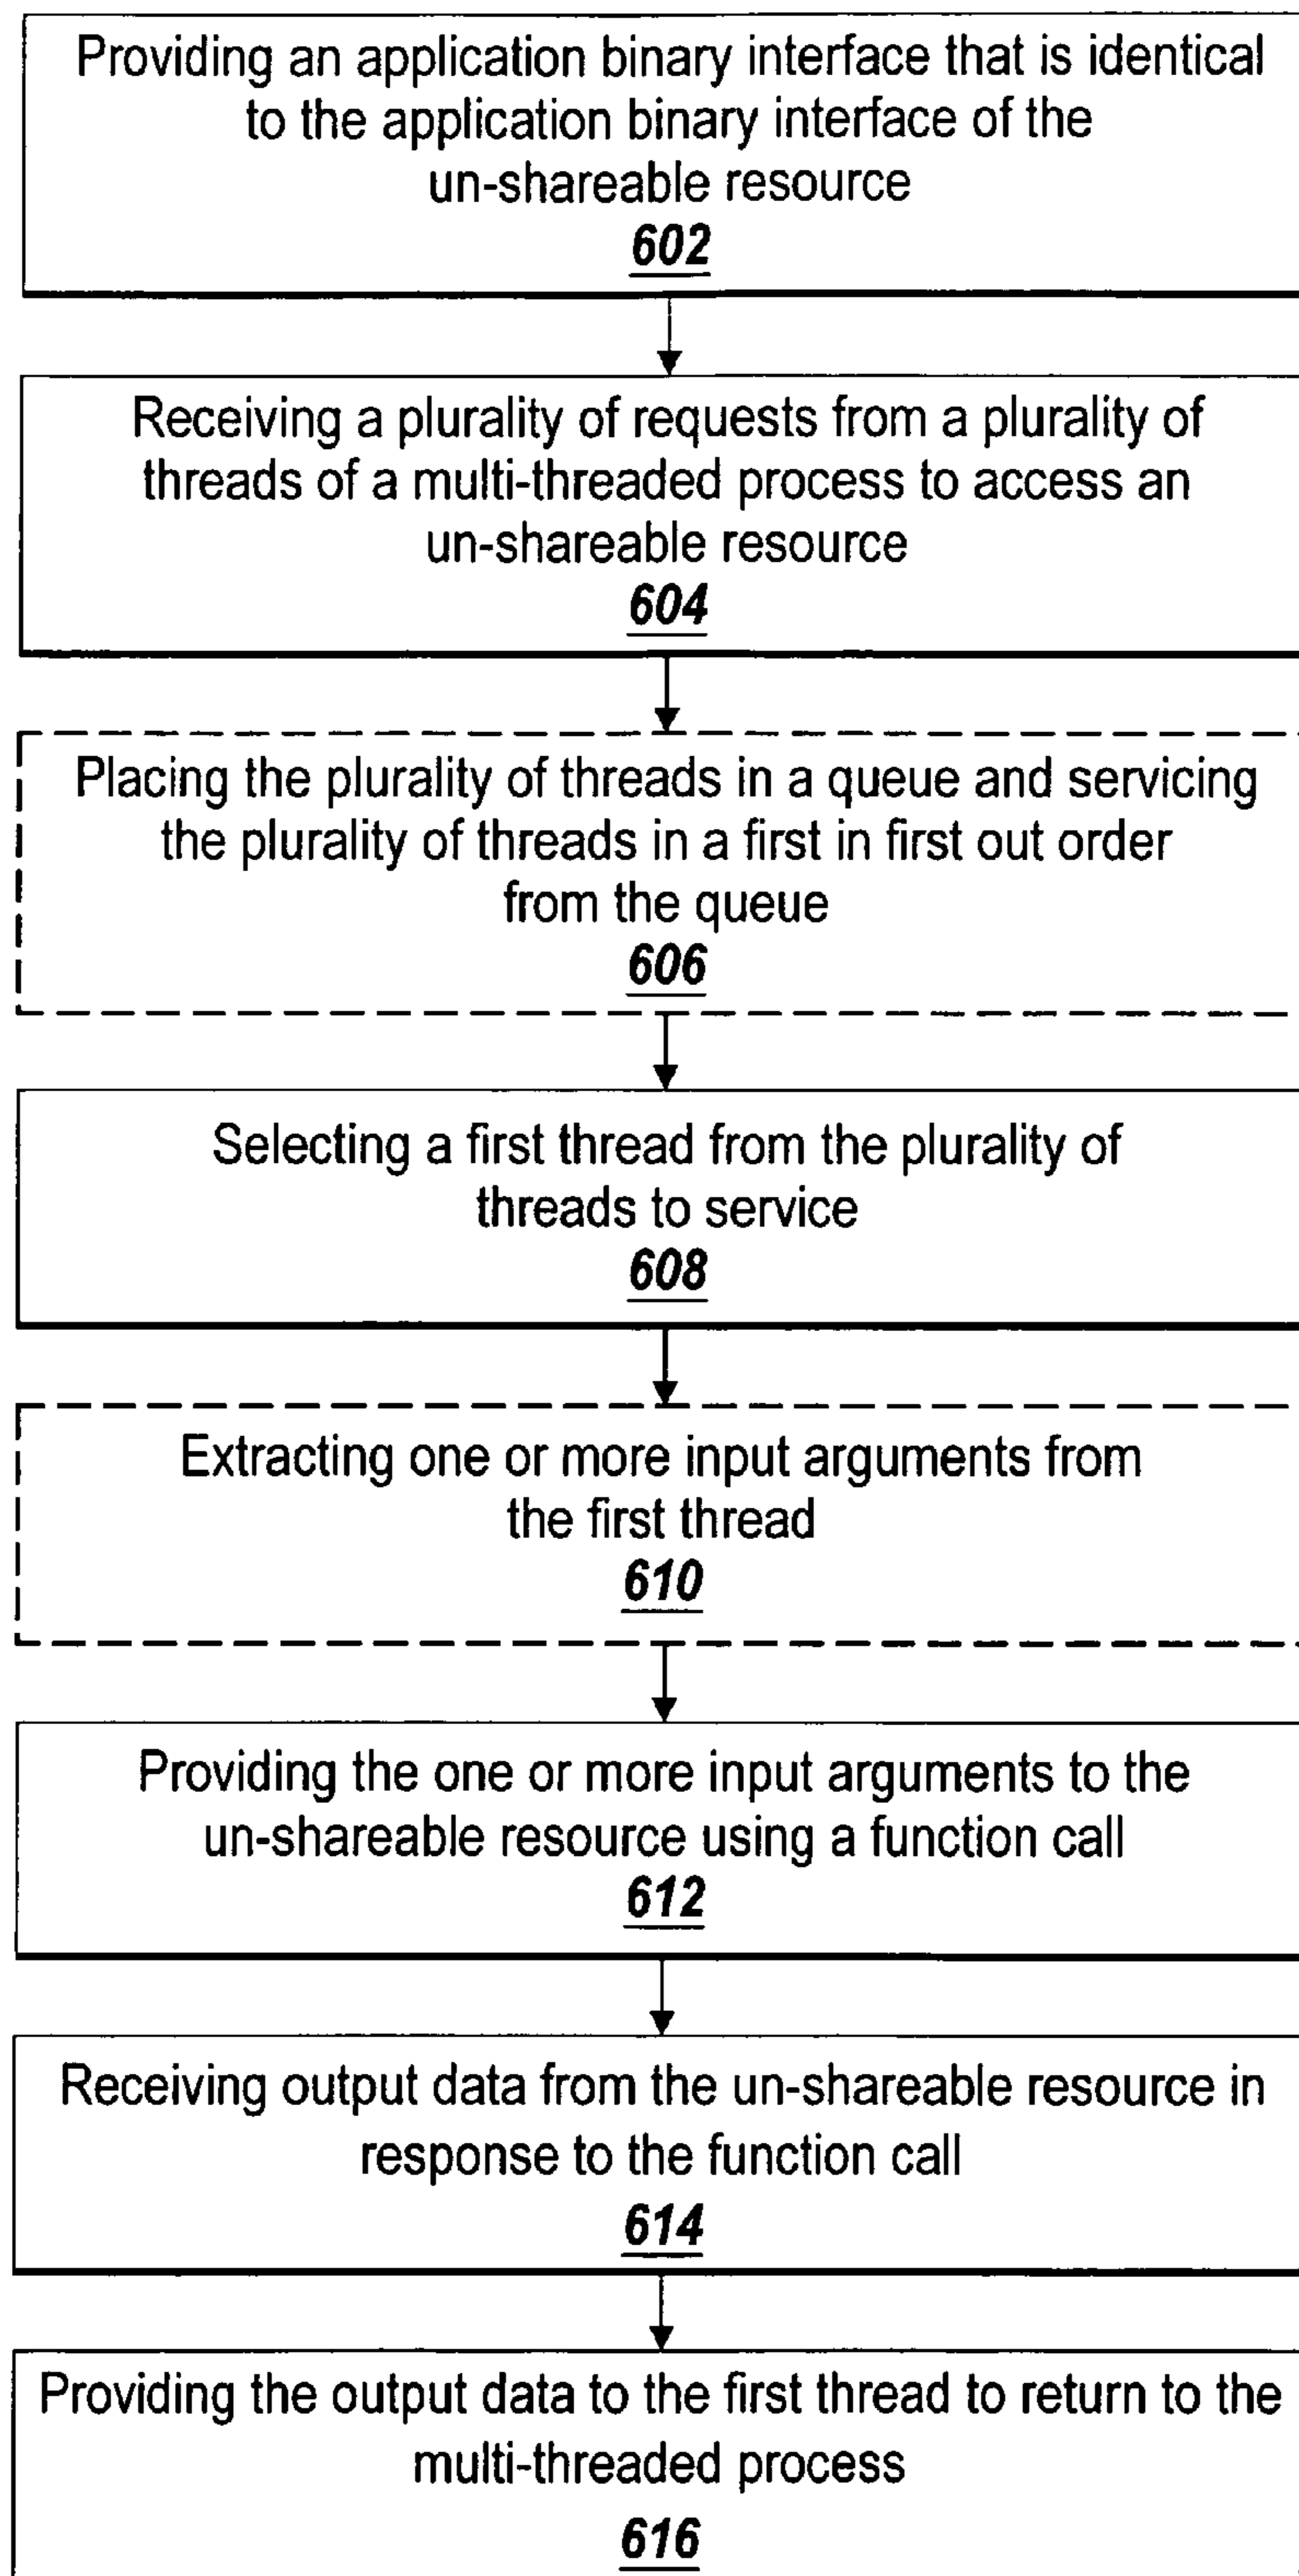 Providing an application binary interface that is identical
to the application binary interface of the
un-shareable resource
602
Receiving a plurality of requests from a plurality of
threads of a multi-threaded process to access an
un-shareable resource
604
Placing the plurality of threads in a queue and servicing
the plurality of threads in a first in first out order
from the queue
606
Selecting a first thread from the plurality of
threads to service
608
Extracting one or more input arguments from
the first thread
610
Providing the one or more input arguments to the
un-shareable resource using a function call
612
Receiving output data from the un-shareable resource in
response to the function call
614
Providing the output data to the first thread to return to the
multi-threaded process
616